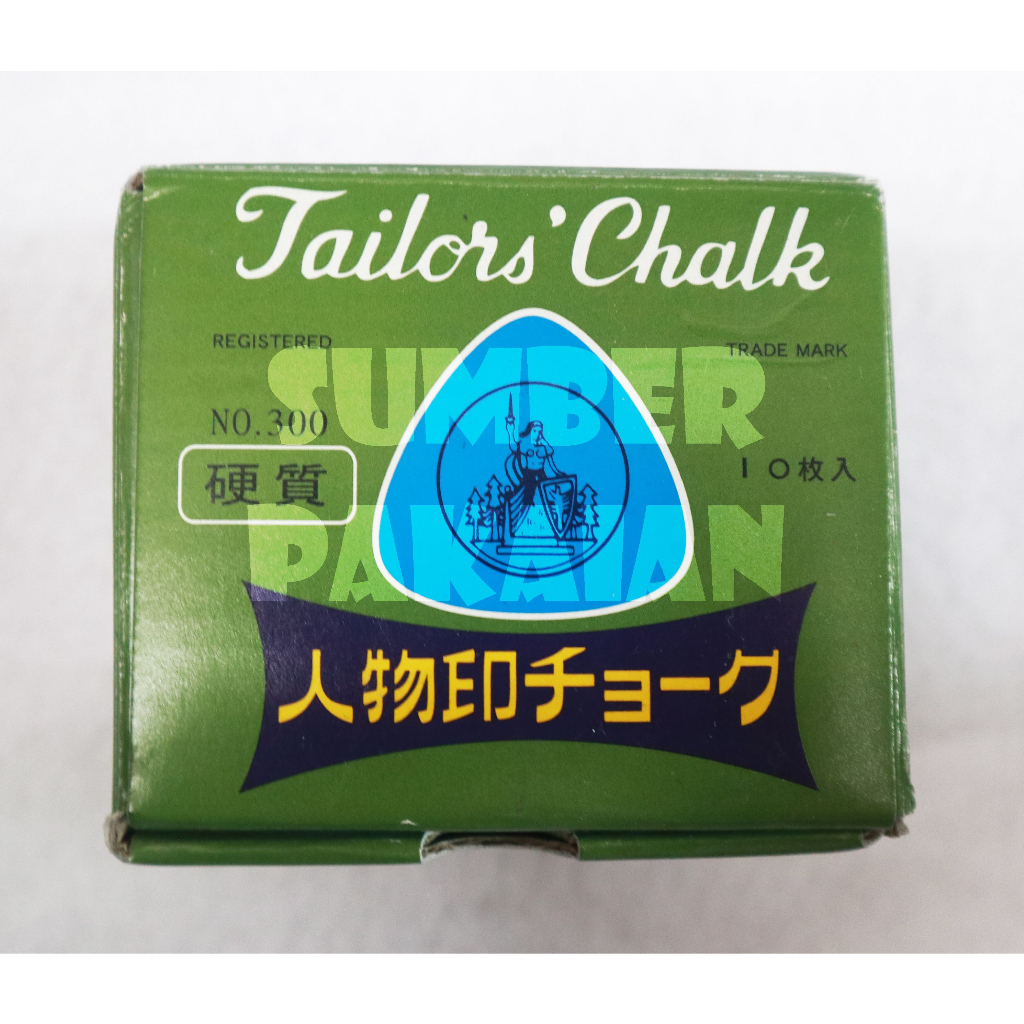 Tailors' Chalk
REGISTERED
TRADE MARK
NO.300
硬質
10枚入
人物印チョーク
SUMBER
PAKAIAN